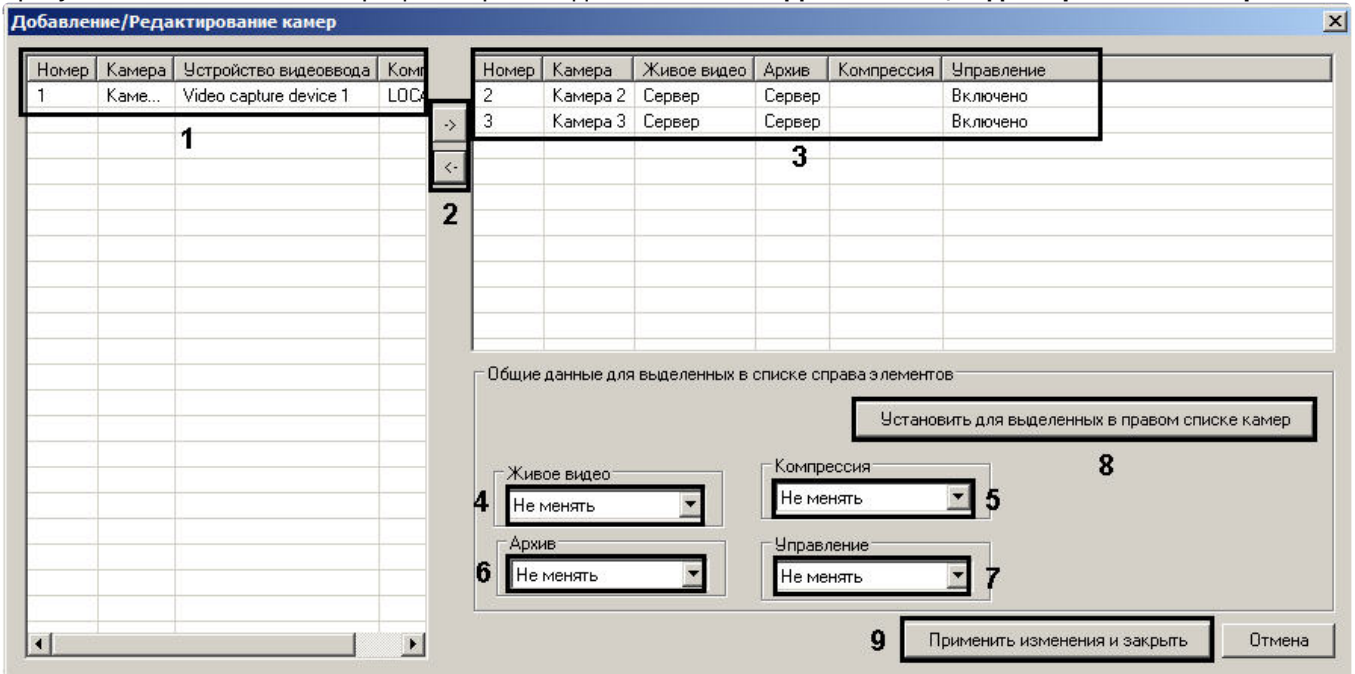 Добавление/Редактирование камер
Номер Камера Устройство видеоввода Комп
1 Каме... Video capture device 1 LOCA
1
->
<-
2
Номер Камера Живое видео Архив Компрессия Управление
2 Камера 2 Сервер Сервер Включено
3 Камера 3 Сервер Сервер Включено
3
Общие данные для выделенных в списке справа элементов
Установить для выделенных в правом списке камер
8
Живое видео
4 Не менять
Компрессия
Не менять 5
Архив
6 Не менять
Управление
Не менять 7
9 Применить изменения и закрыть Отмена